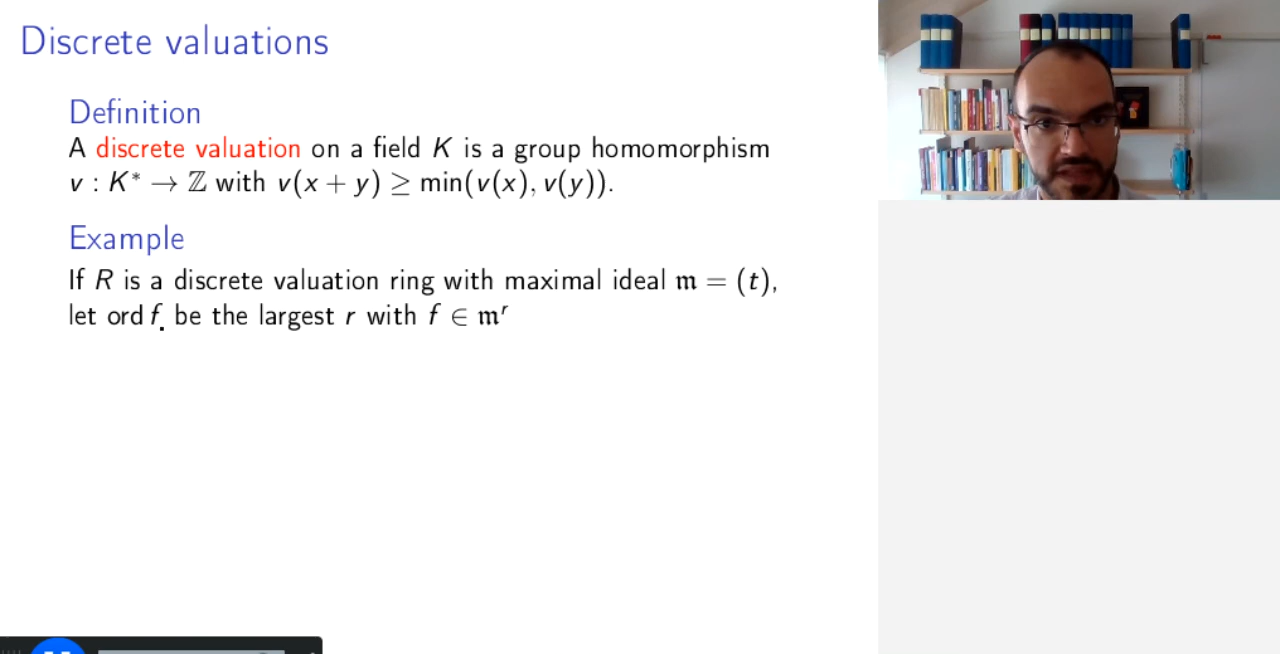 Discrete valuations
Definition
A discrete valuation on a field K is a group homomorphism
v : K* → ℤ with v(x + y) ≥ min(v(x), v(y)).
Example
If R is a discrete valuation ring with maximal ideal 𝔪 = (t),
let ord f be the largest r with f ∈ 𝔪ʳ